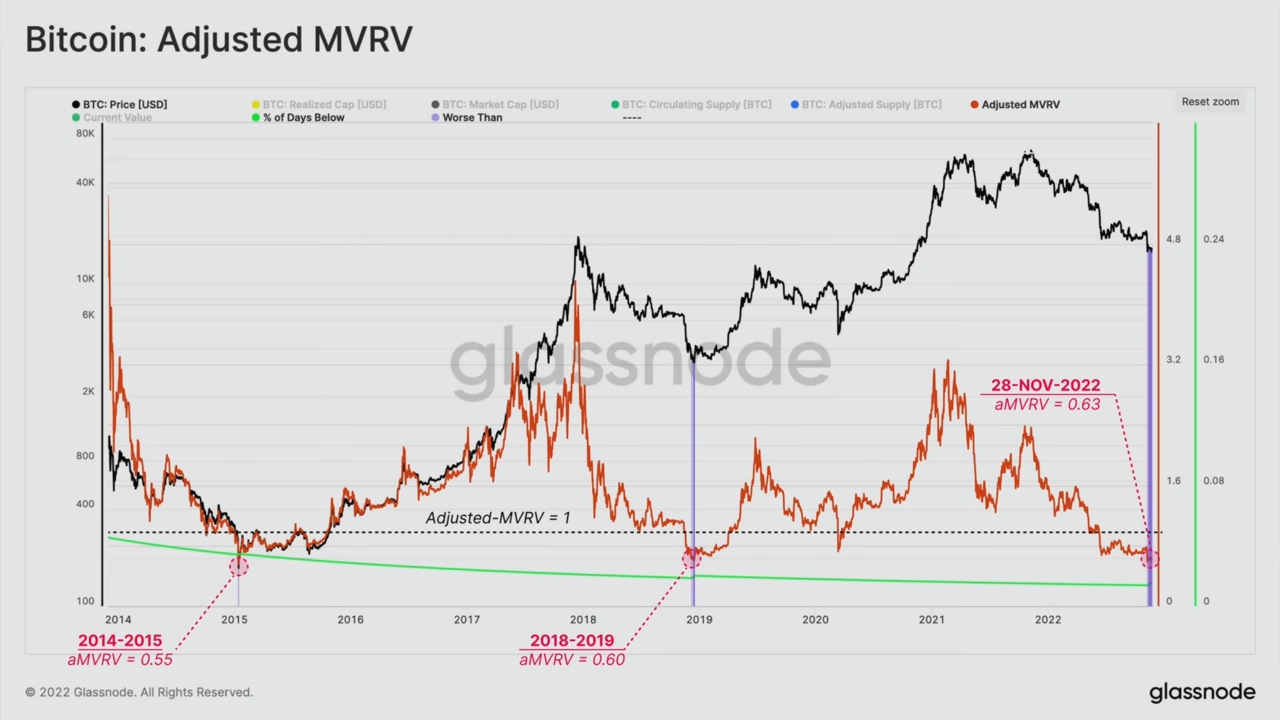 Bitcoin: Adjusted MVRV
BTC: Price [USD] BTC: Realized Cap [USD] BTC: Market Cap [USD] BTC: Circulating Supply [BTC] BTC: Adjusted Supply [BTC] Adjusted MVRV
Reset zoom
Current Value % of Days Below Worse Than ----
80K
40K
4.8 0.24
10K
6K
glassnode
3.2 0.16
28-NOV-2022
2K
aMVRV = 0.63
800
1.6 0.08
400
Adjusted-MVRV = 1
100 0 0
2014 2015 2016 2017 2018 2019 2020 2021 2022
2014-2015 2018-2019
aMVRV = 0.55 aMVRV = 0.60
© 2022 Glassnode. All Rights Reserved. glassnode